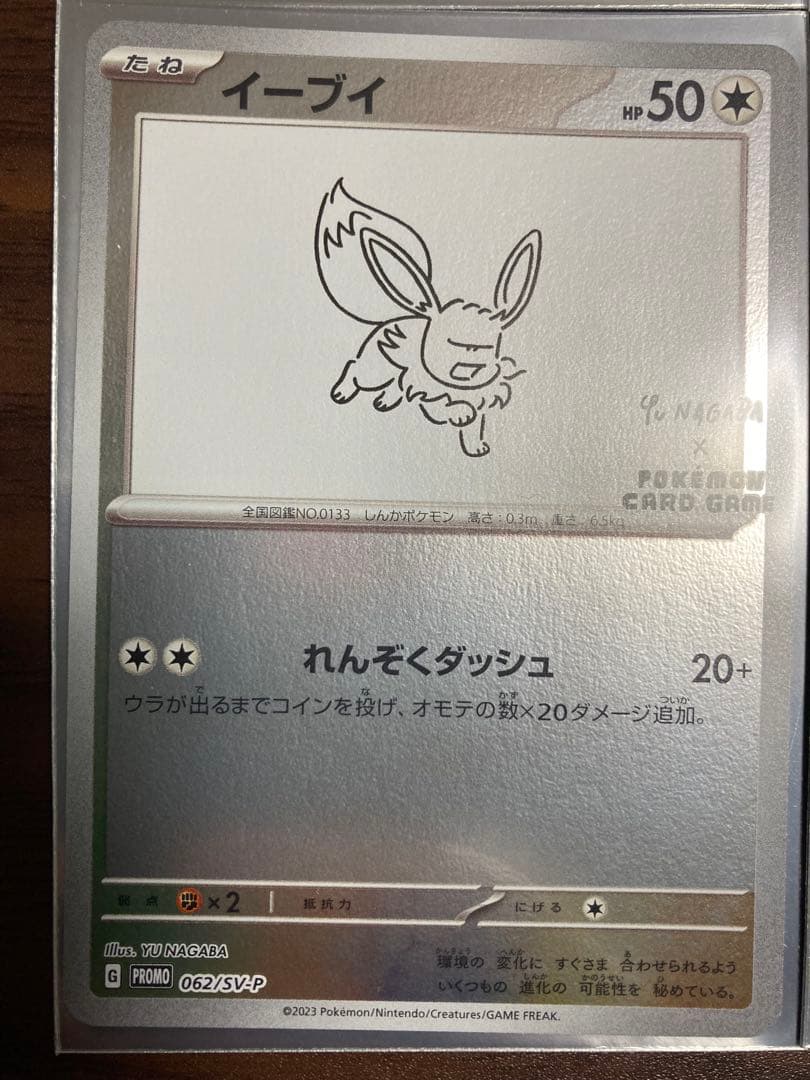 たね イーブイ HP50
YU NAGABA
×
POKÉMON
CARD GAME
全国図鑑NO.0133 しんかポケモン 高さ：0.3m 重さ：6.5kg
れんぞくダッシュ 20+
ウラが出るまでコインを投げ、オモテの数×20ダメージ追加。
弱点 ×2 抵抗力 にげる
Illus. YU NAGABA
環境の 変化に すぐさま 合わせられるよう
いくつもの 進化の 可能性を 秘めている。
G PROMO 062/SV-P
©2023 Pokémon/Nintendo/Creatures/GAME FREAK.